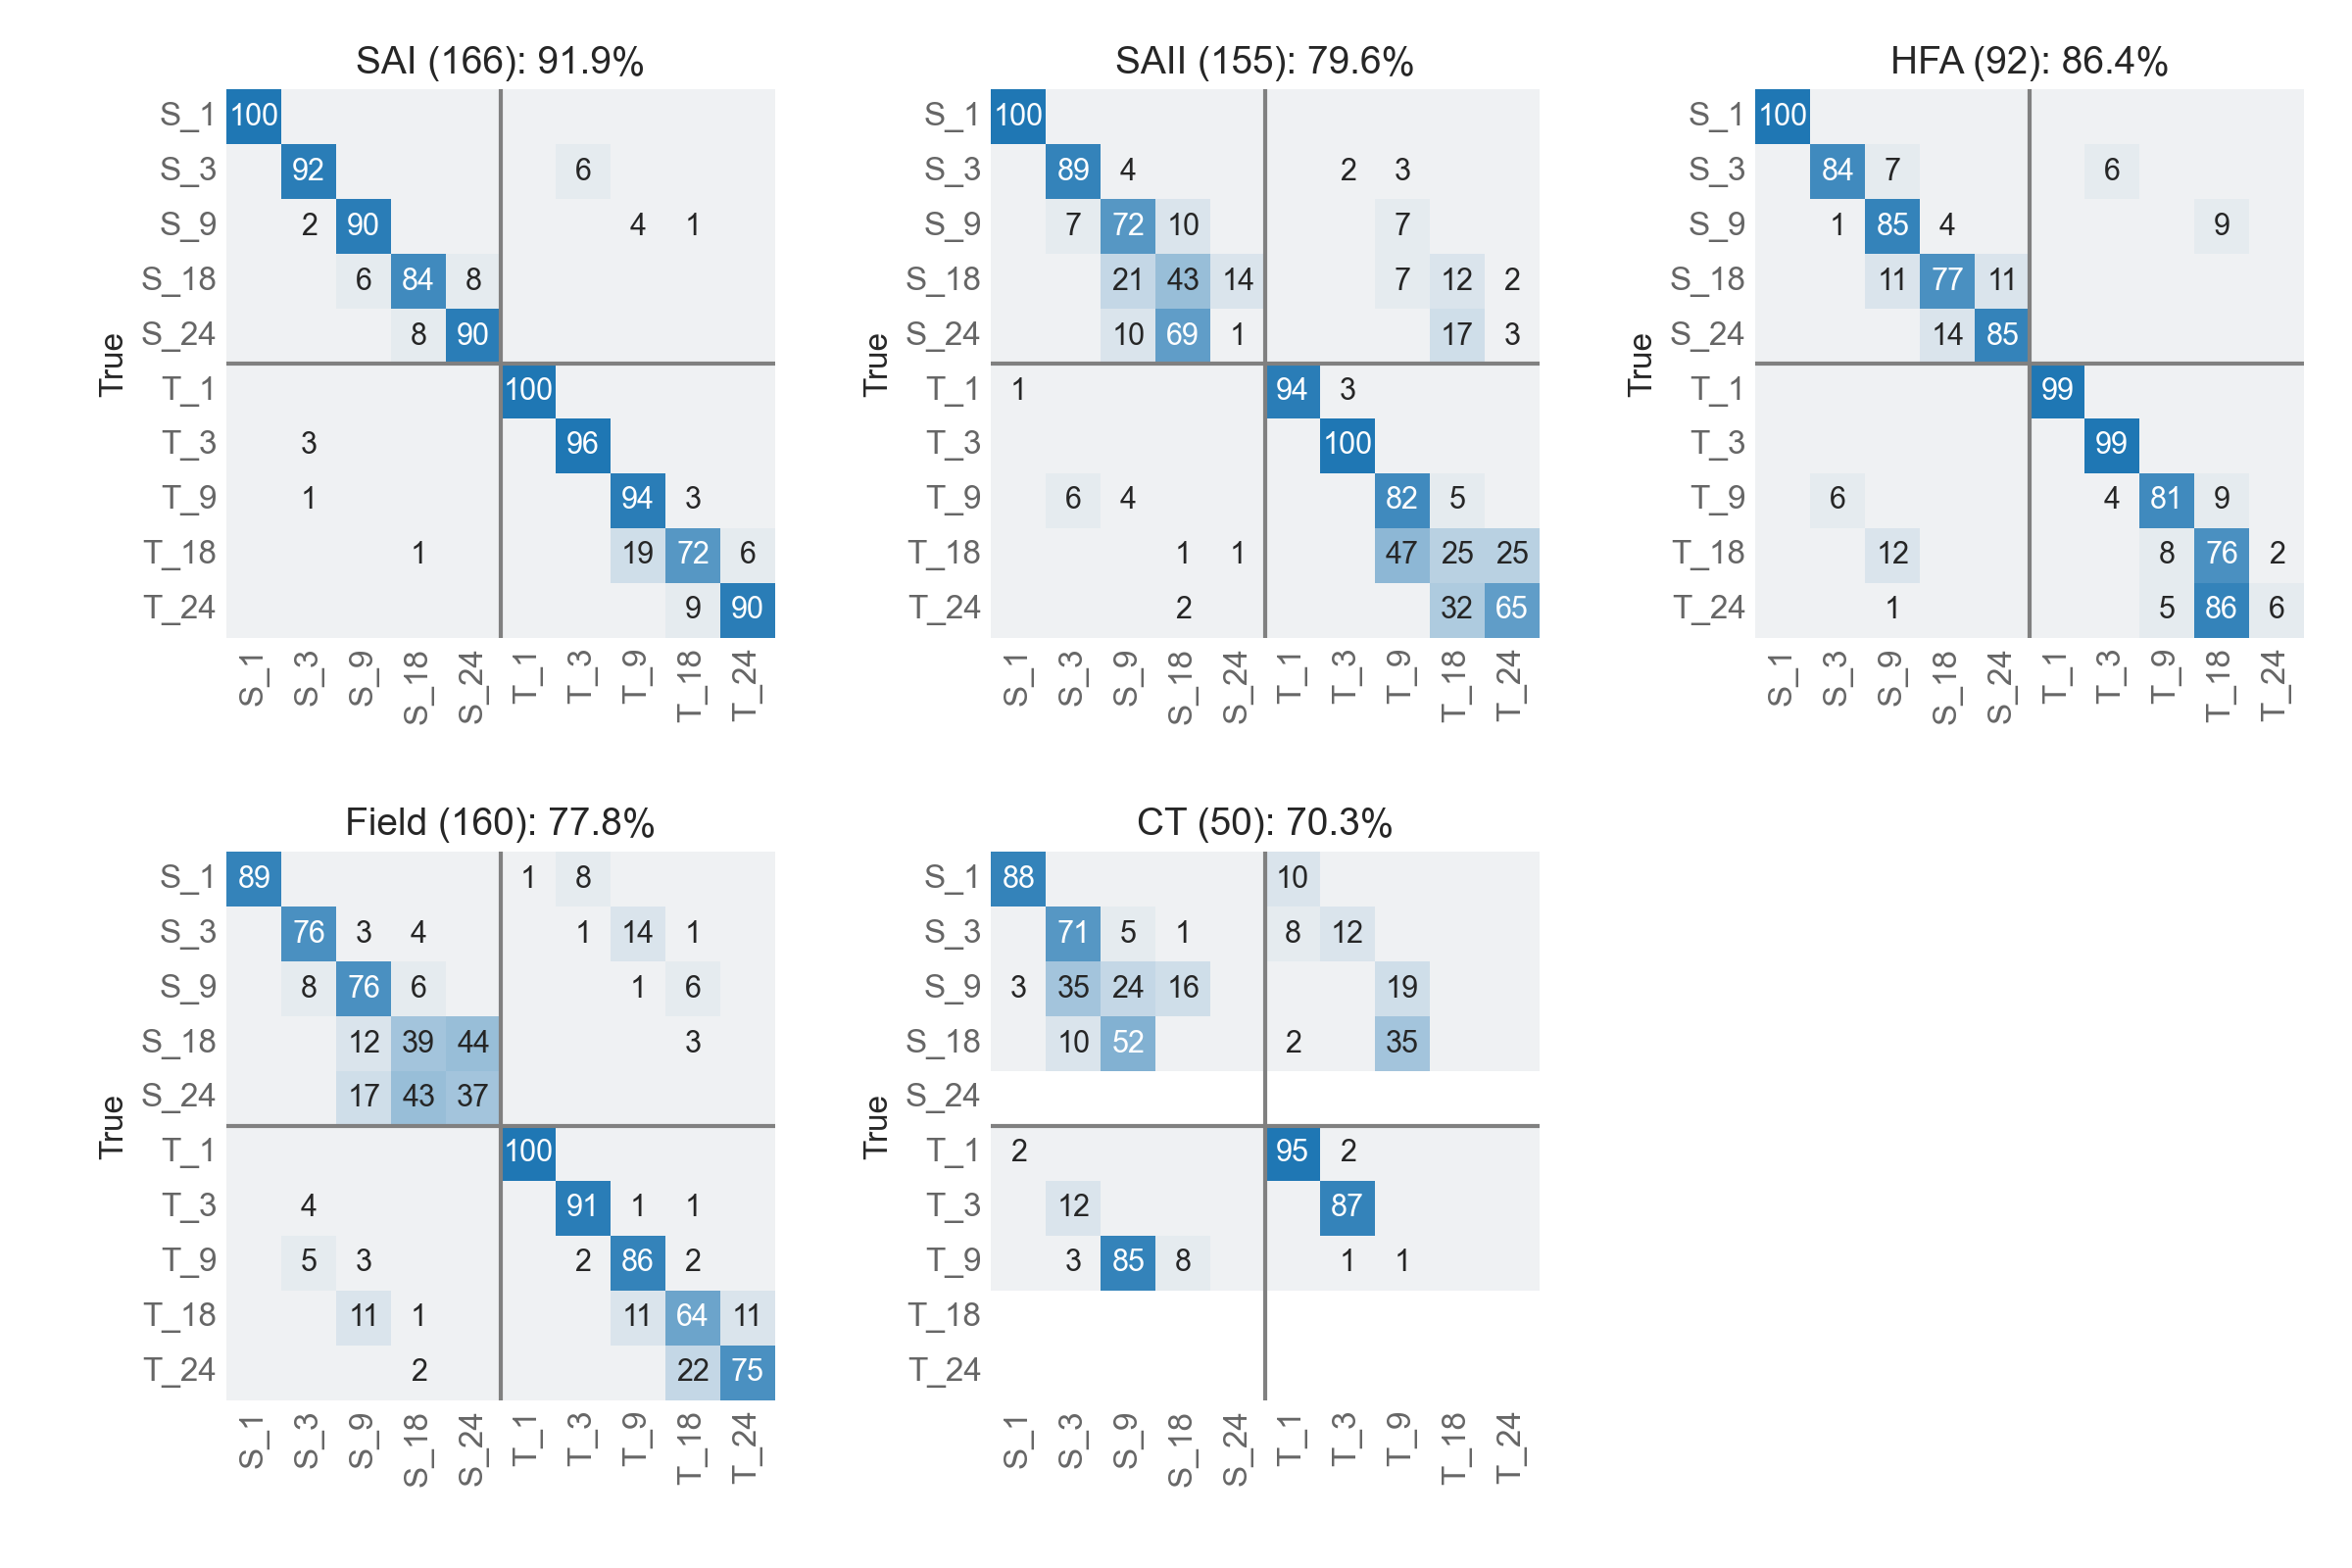 SAI (166): 91.9%
S_1 100
S_3 92 6
S_9 2 90 4 1
S_18 6 84 8
S_24 8 90
T_1 100
T_3 3 96
T_9 1 94 3
T_18 1 19 72 6
T_24 9 90
True
S_1 S_3 S_9 S_18 S_24 T_1 T_3 T_9 T_18 T_24
SAII (155): 79.6%
S_1 100
S_3 89 4 2 3
S_9 7 72 10 7
S_18 21 43 14 7 12 2
S_24 10 69 1 17 3
T_1 1 94 3
T_3 100
T_9 6 4 82 5
T_18 1 1 47 25 25
T_24 2 32 65
True
S_1 S_3 S_9 S_18 S_24 T_1 T_3 T_9 T_18 T_24
HFA (92): 86.4%
S_1 100
S_3 84 7 6
S_9 1 85 4 9
S_18 11 77 11
S_24 14 85
T_1 99
T_3 99
T_9 6 4 81 9
T_18 12 8 76 2
T_24 1 5 86 6
True
S_1 S_3 S_9 S_18 S_24 T_1 T_3 T_9 T_18 T_24
Field (160): 77.8%
S_1 89 1 8
S_3 76 3 4 1 14 1
S_9 8 76 6 1 6
S_18 12 39 44 3
S_24 17 43 37
T_1 100
T_3 4 91 1 1
T_9 5 3 2 86 2
T_18 11 1 11 64 11
T_24 2 22 75
True
S_1 S_3 S_9 S_18 S_24 T_1 T_3 T_9 T_18 T_24
CT (50): 70.3%
S_1 88 10
S_3 71 5 1 8 12
S_9 3 35 24 16 19
S_18 10 52 2 35
S_24
T_1 2 95 2
T_3 12 87
T_9 3 85 8 1 1
T_18
T_24
True
S_1 S_3 S_9 S_18 S_24 T_1 T_3 T_9 T_18 T_24